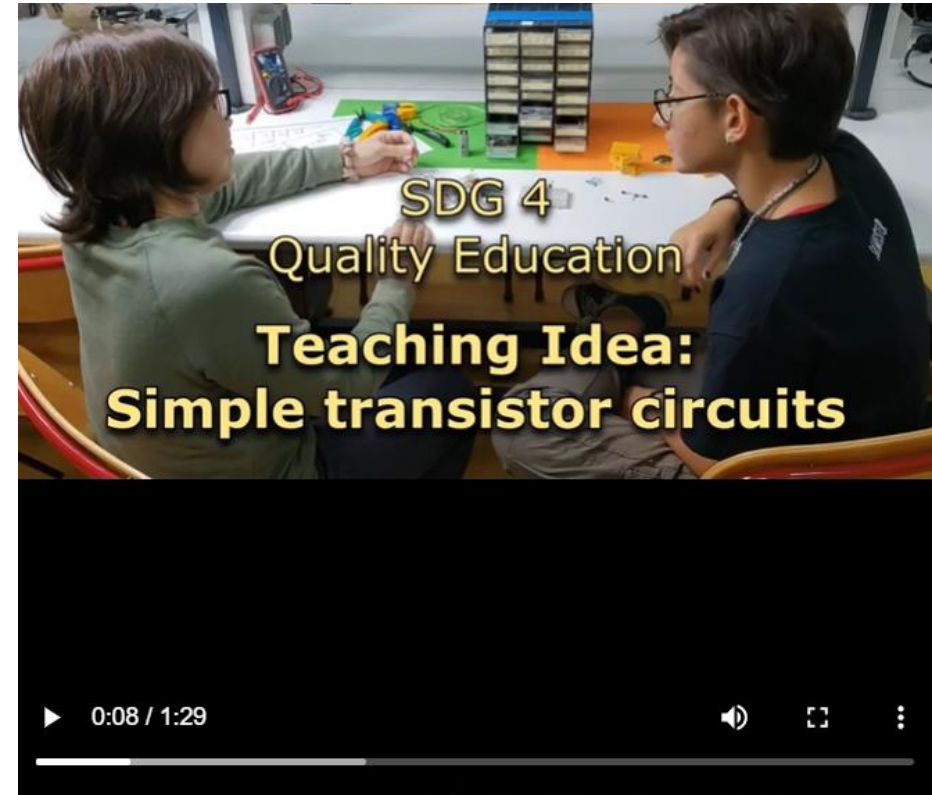 SDG 4
Quality Education
Teaching Idea:
Simple transistor circuits
0:08 / 1:29